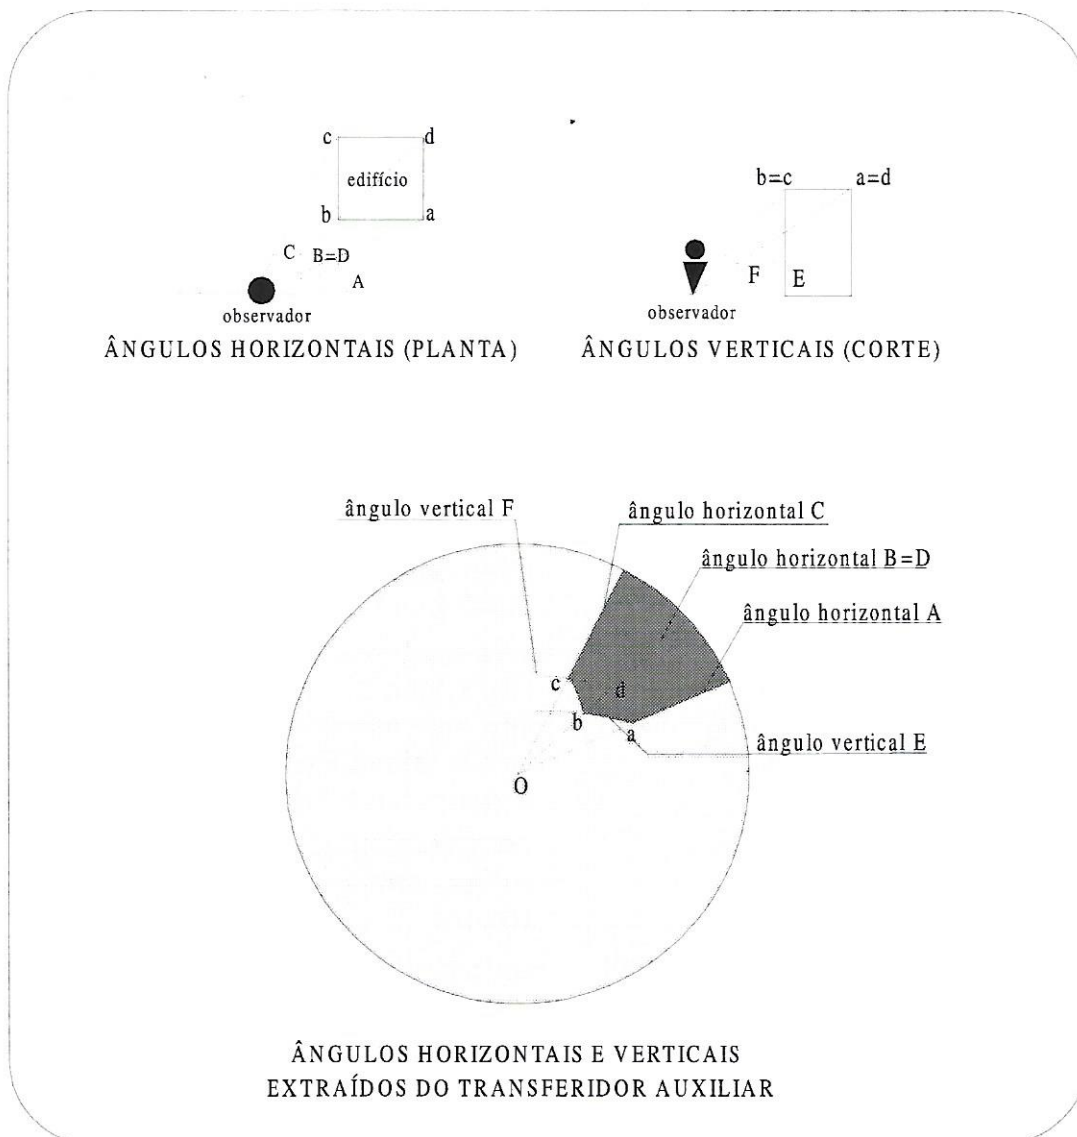 c
d
edifício
b
a
C
B=D
A
observador
ÂNGULOS HORIZONTAIS (PLANTA)
b=c
a=d
F
E
observador
ÂNGULOS VERTICAIS (CORTE)
ângulo vertical F
ângulo horizontal C
ângulo horizontal B=D
ângulo horizontal A
c
d
b
a
ângulo vertical E
O
ÂNGULOS HORIZONTAIS E VERTICAIS
EXTRAÍDOS DO TRANSFERIDOR AUXILIAR